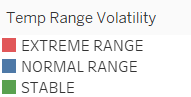 Temp Range Volatility
EXTREME RANGE
NORMAL RANGE
STABLE